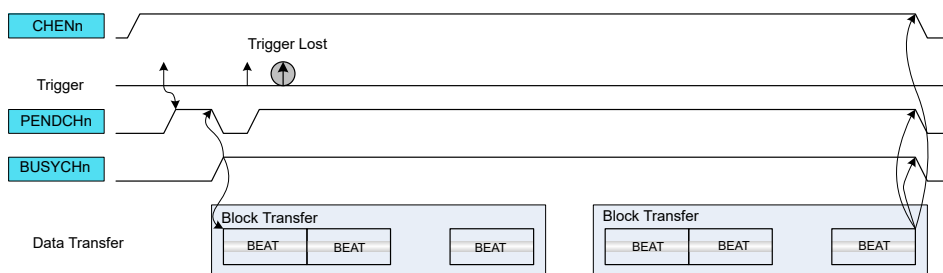 CHENn
Trigger Lost
Trigger
PENDCHn
BUSYCHn
Block Transfer
Block Transfer
Data Transfer
BEAT
BEAT
BEAT
BEAT
BEAT
BEAT